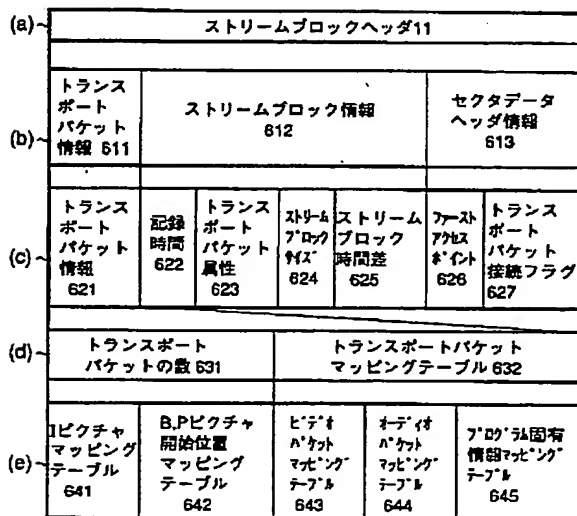 (a)
ストリームブロックヘッダ11
(b)
トランス
ポート
パケット
情報 611
ストリームブロック情報
612
セクタデータ
ヘッダ情報
613
(c)
トランス
ポート
パケット
情報
621
記録
時間
622
トランス
ポート
パケット
属性
623
ストリーム
ブロック
サイズ
624
ストリーム
ブロック
時間差
625
ファースト
アクセス
ポイント
626
トランス
ポート
パケット
接続フラグ
627
(d)
トランスポート
パケットの数 631
トランスポートパケット
マッピングテーブル 632
(e)
Iピクチャ
マッピング
テーブル
641
B,Pピクチャ
開始位置
マッピング
テーブル
642
ビデオ
パケット
マッピング
テーブル
643
オーディオ
パケット
マッピング
テーブル
644
プログラム固有
情報マッピング
テーブル
645